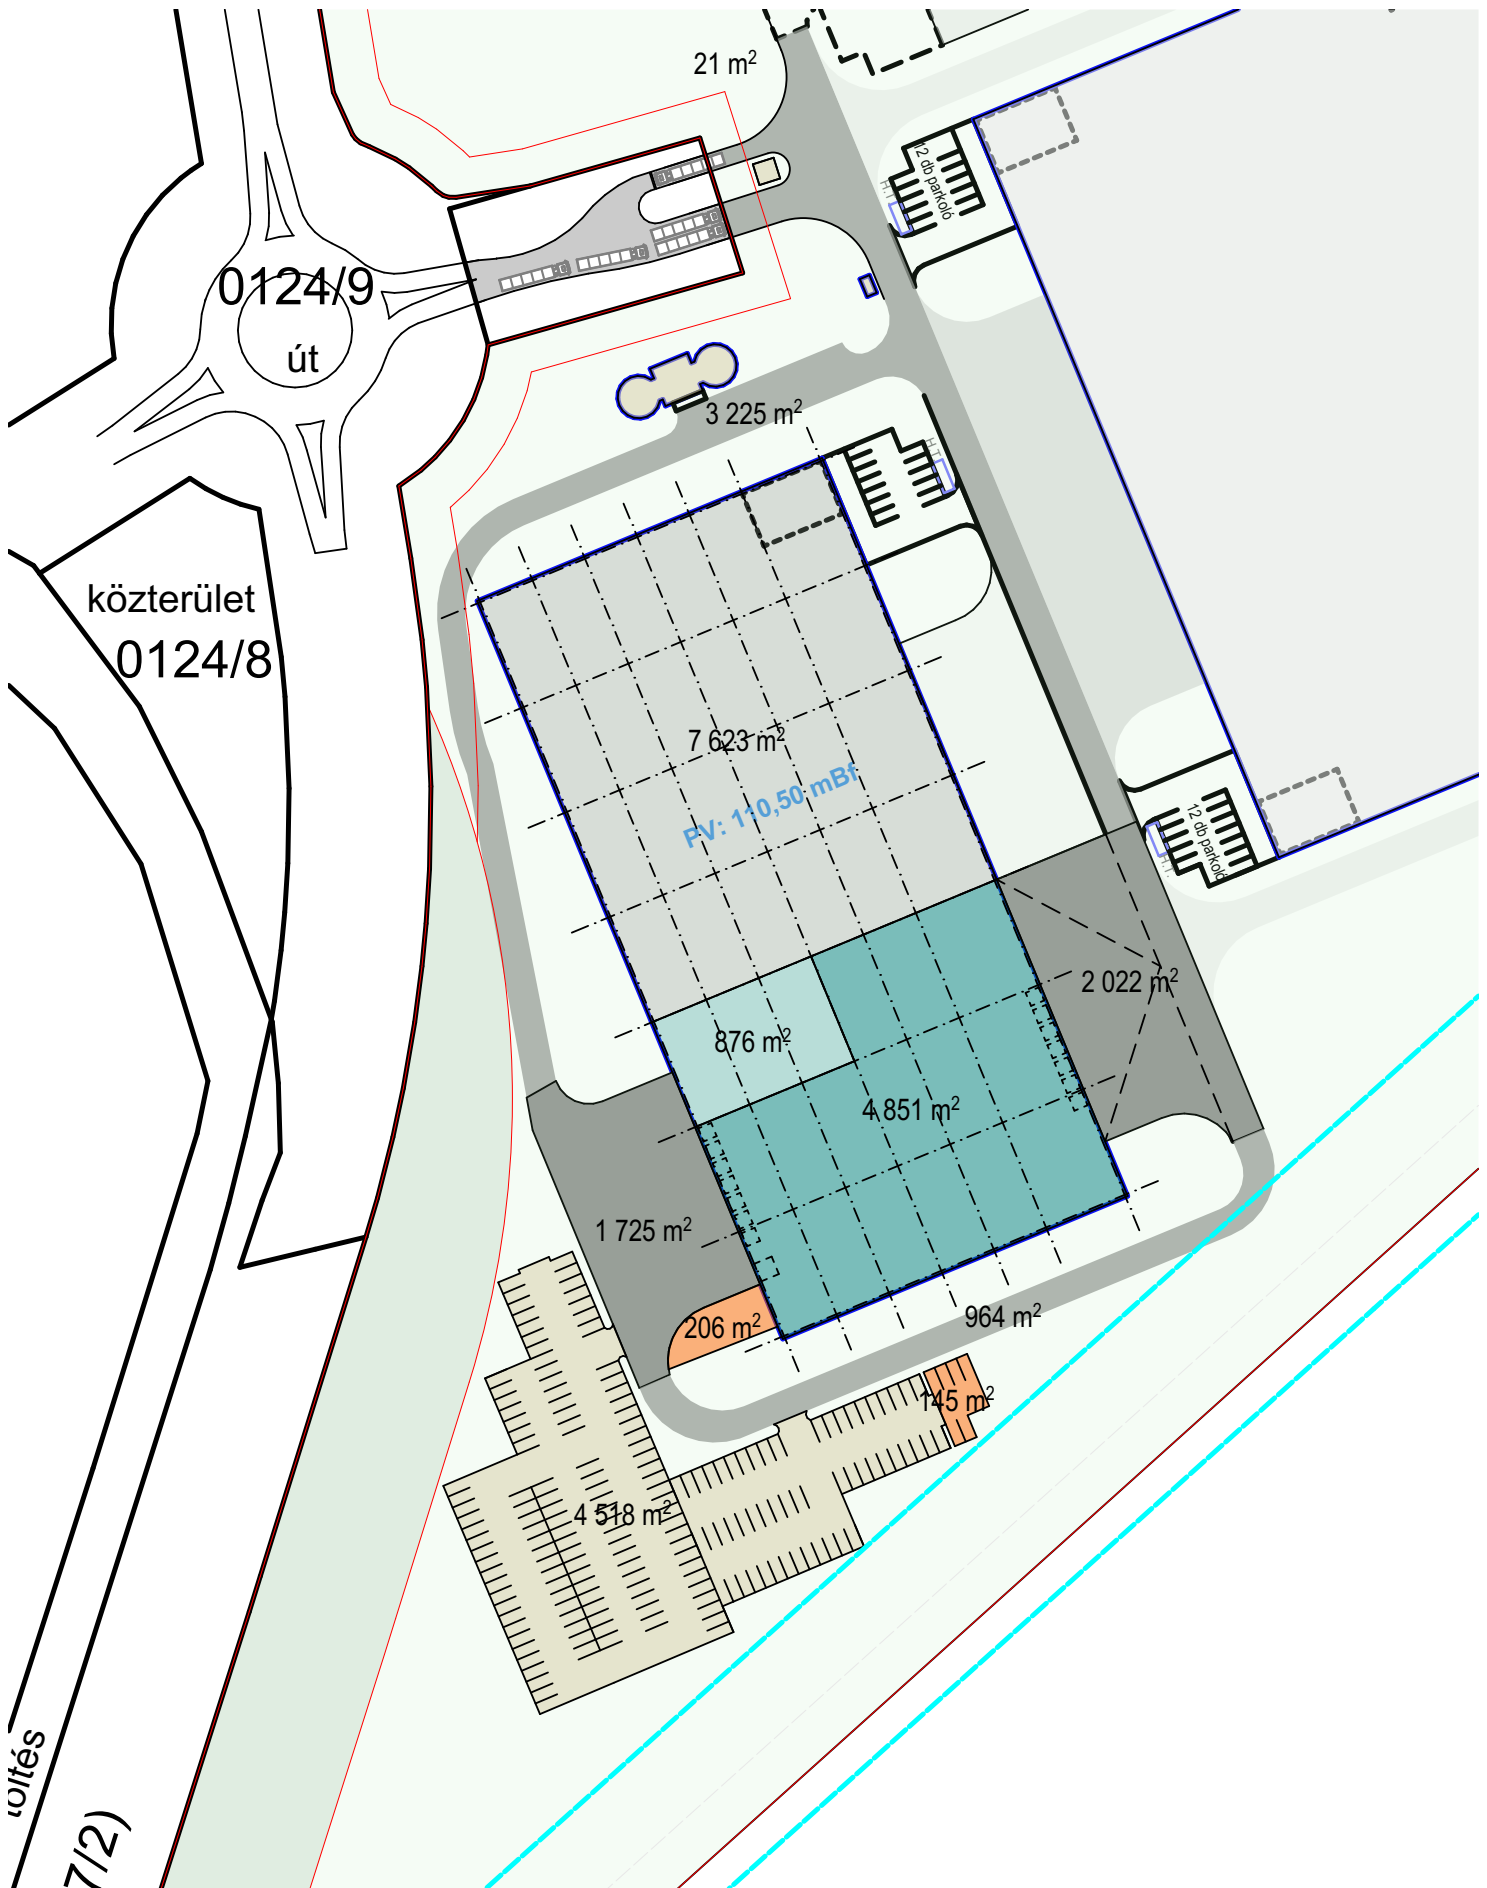 21 m²
12 db parkoló
H.T.
0124/9
út
3 225 m²
H.T.
közterület
0124/8
7 623 m²
PV: 110,50 mBf
12 db parkoló
H.T.
2 022 m²
876 m²
4 851 m²
1 725 m²
206 m²
964 m²
145 m²
4 518 m²
töltés
7/2)